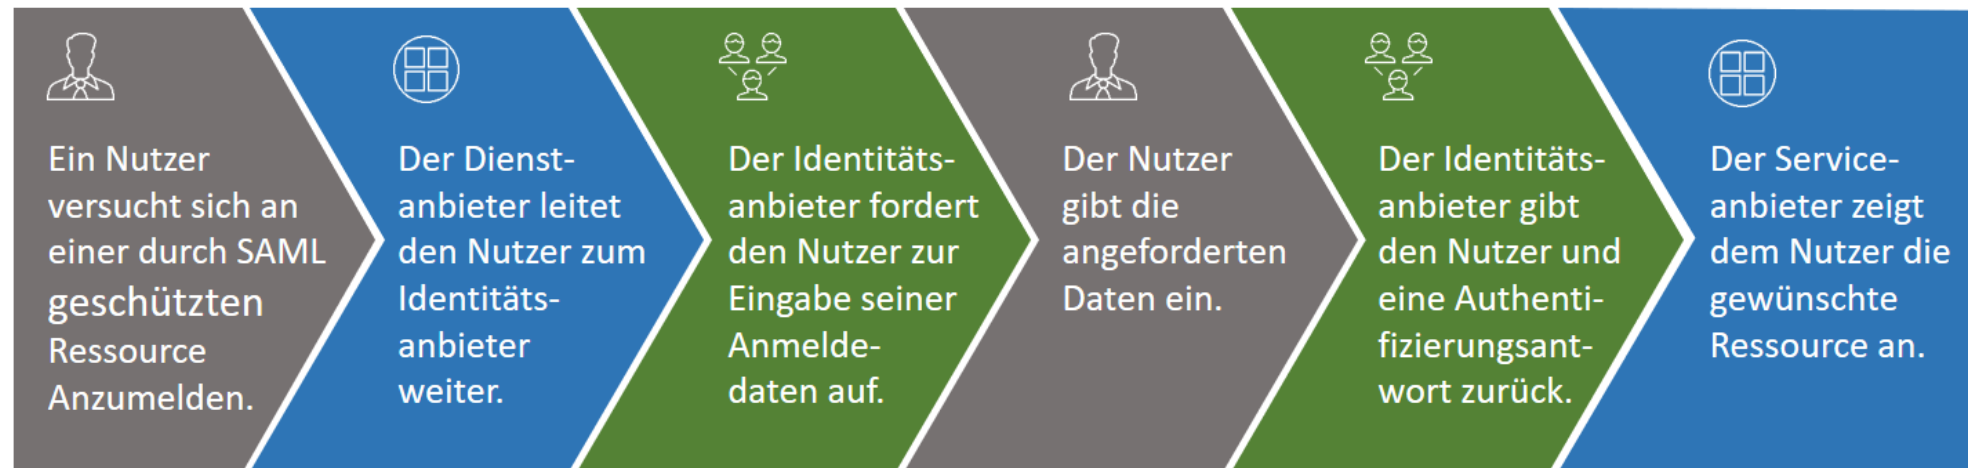 Ein Nutzer
versucht sich an
einer durch SAML
geschützten
Ressource
Anzumelden.
Der Dienst-
anbieter leitet
den Nutzer zum
Identitäts-
anbieter
weiter.
Der Identitäts-
anbieter fordert
den Nutzer zur
Eingabe seiner
Anmelde-
daten auf.
Der Nutzer
gibt die
angeforderten
Daten ein.
Der Identitäts-
anbieter gibt
den Nutzer und
eine Authenti-
fizierungsant-
wort zurück.
Der Service-
anbieter zeigt
dem Nutzer die
gewünschte
Ressource an.